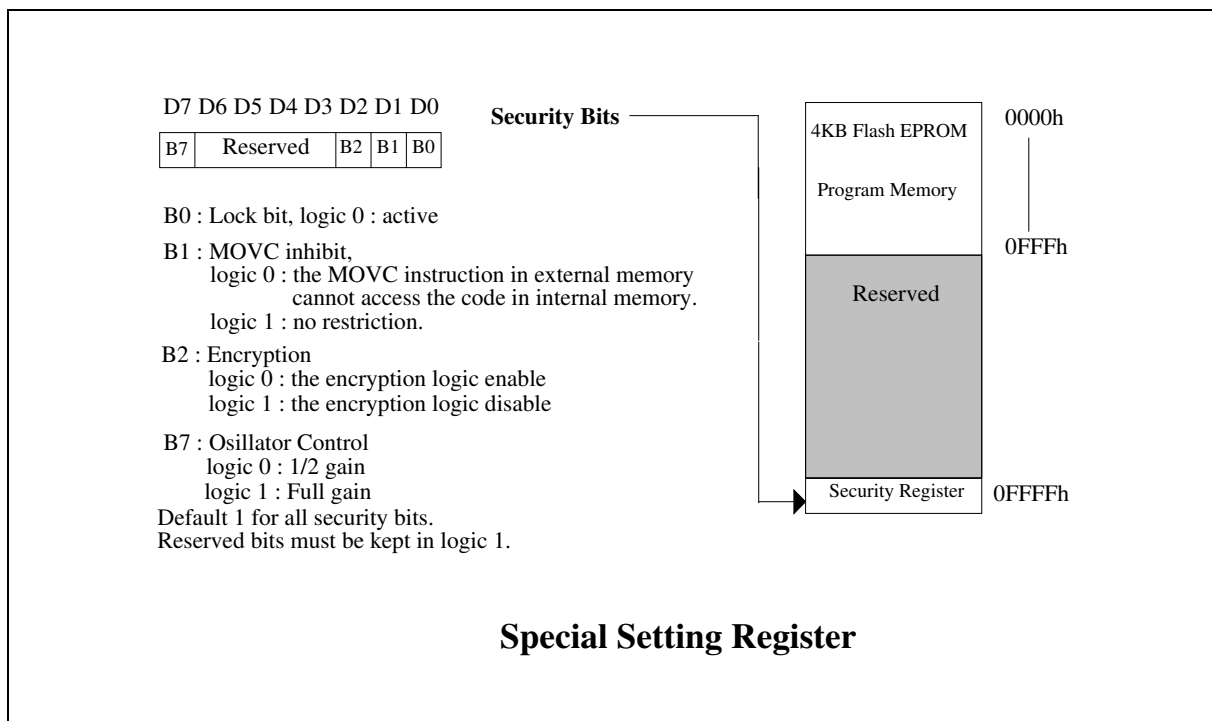 D7 D6 D5 D4 D3 D2 D1 D0
B7 Reserved B2 B1 B0
B0 : Lock bit, logic 0 : active
B1 : MOVC inhibit,
logic 0 : the MOVC instruction in external memory
cannot access the code in internal memory.
logic 1 : no restriction.
B2 : Encryption
logic 0 : the encryption logic enable
logic 1 : the encryption logic disable
B7 : Osillator Control
logic 0 : 1/2 gain
logic 1 : Full gain
Default 1 for all security bits.
Reserved bits must be kept in logic 1.
Security Bits
4KB Flash EPROM
Program Memory
0000h
0FFFh
Reserved
Security Register
0FFFFh
Special Setting Register